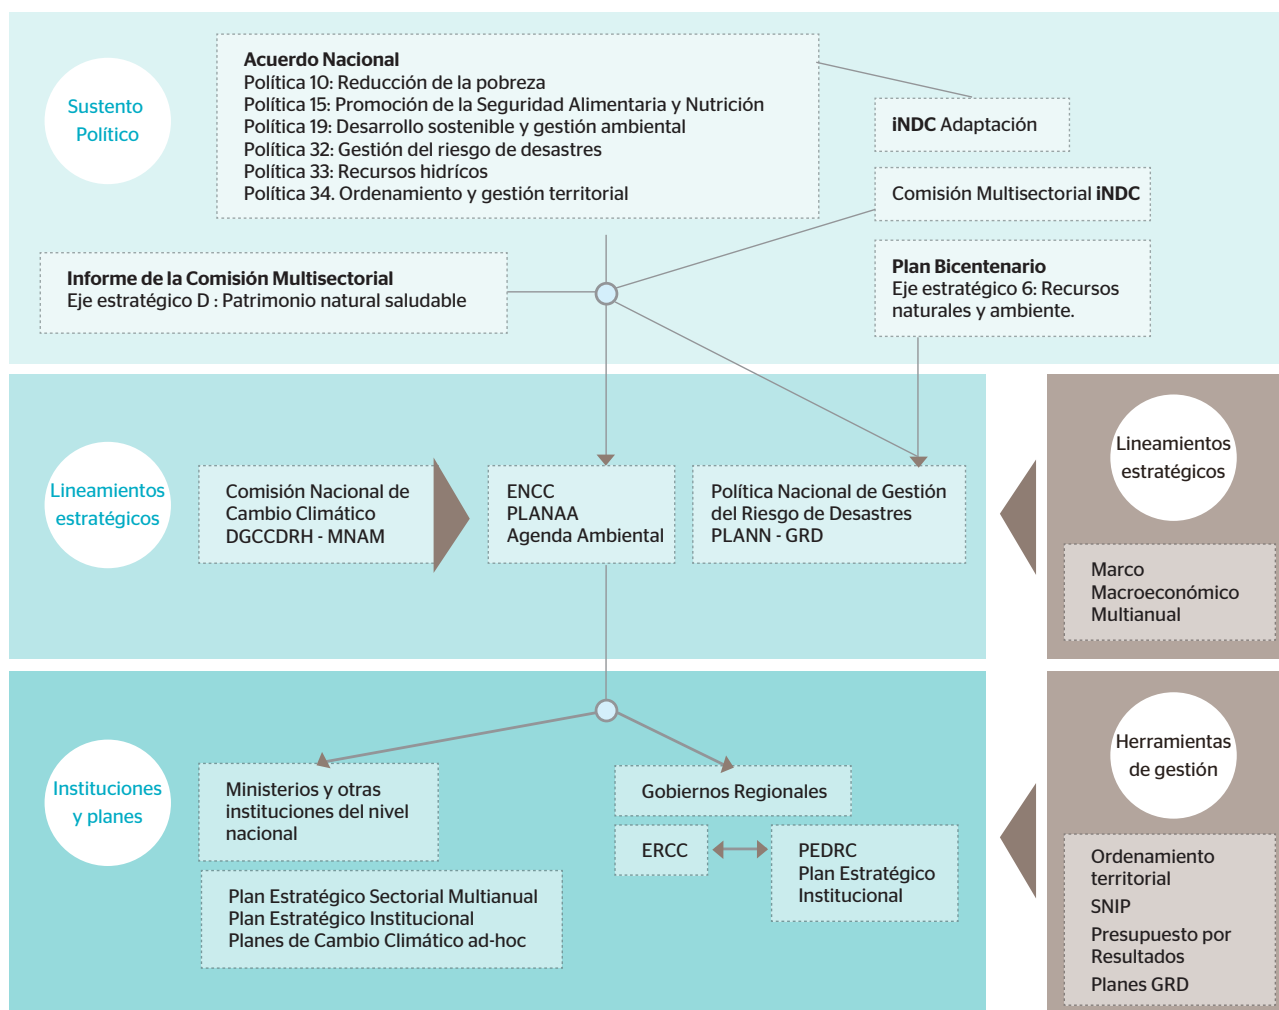 Sustento
Político
Acuerdo Nacional
Política 10: Reducción de la pobreza
Política 15: Promoción de la Seguridad Alimentaria y Nutrición
Política 19: Desarrollo sostenible y gestión ambiental
Política 32: Gestión del riesgo de desastres
Política 33: Recursos hidrícos
Política 34. Ordenamiento y gestión territorial
iNDC Adaptación
Comisión Multisectorial iNDC
Informe de la Comisión Multisectorial
Eje estratégico D : Patrimonio natural saludable
Plan Bicentenario
Eje estratégico 6: Recursos
naturales y ambiente.
Lineamientos
estratégicos
Comisión Nacional de
Cambio Climático
DGCCDRH - MNAM
ENCC
PLANAA
Agenda Ambiental
Política Nacional de Gestión
del Riesgo de Desastres
PLANN - GRD
Lineamientos
estratégicos
Marco
Macroeconómico
Multianual
Instituciones
y planes
Ministerios y otras
instituciones del nivel
nacional
Plan Estratégico Sectorial Multianual
Plan Estratégico Institucional
Planes de Cambio Climático ad-hoc
Gobiernos Regionales
ERCC
PEDRC
Plan Estratégico
Institucional
Herramientas
de gestión
Ordenamiento
territorial
SNIP
Presupuesto por
Resultados
Planes GRD